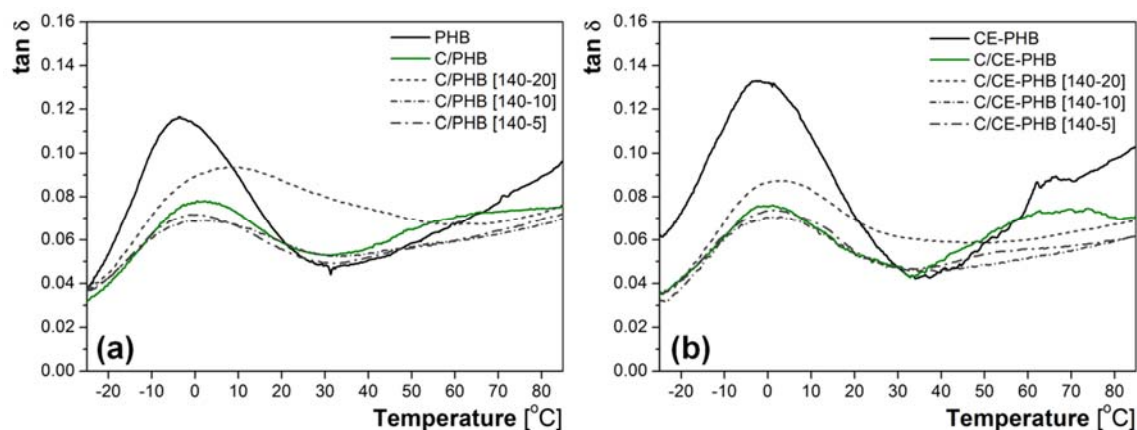 tan δ
0.16
0.14
0.12
0.10
0.08
0.06
0.04
0.02
0.00
PHB
C/PHB
C/PHB [140-20]
C/PHB [140-10]
C/PHB [140-5]
(a)
-20 -10 0 10 20 30 40 50 60 70 80
Temperature [°C]
tan δ
0.16
0.14
0.12
0.10
0.08
0.06
0.04
0.02
0.00
CE-PHB
C/CE-PHB
C/CE-PHB [140-20]
C/CE-PHB [140-10]
C/CE-PHB [140-5]
(b)
-20 -10 0 10 20 30 40 50 60 70 80
Temperature [°C]